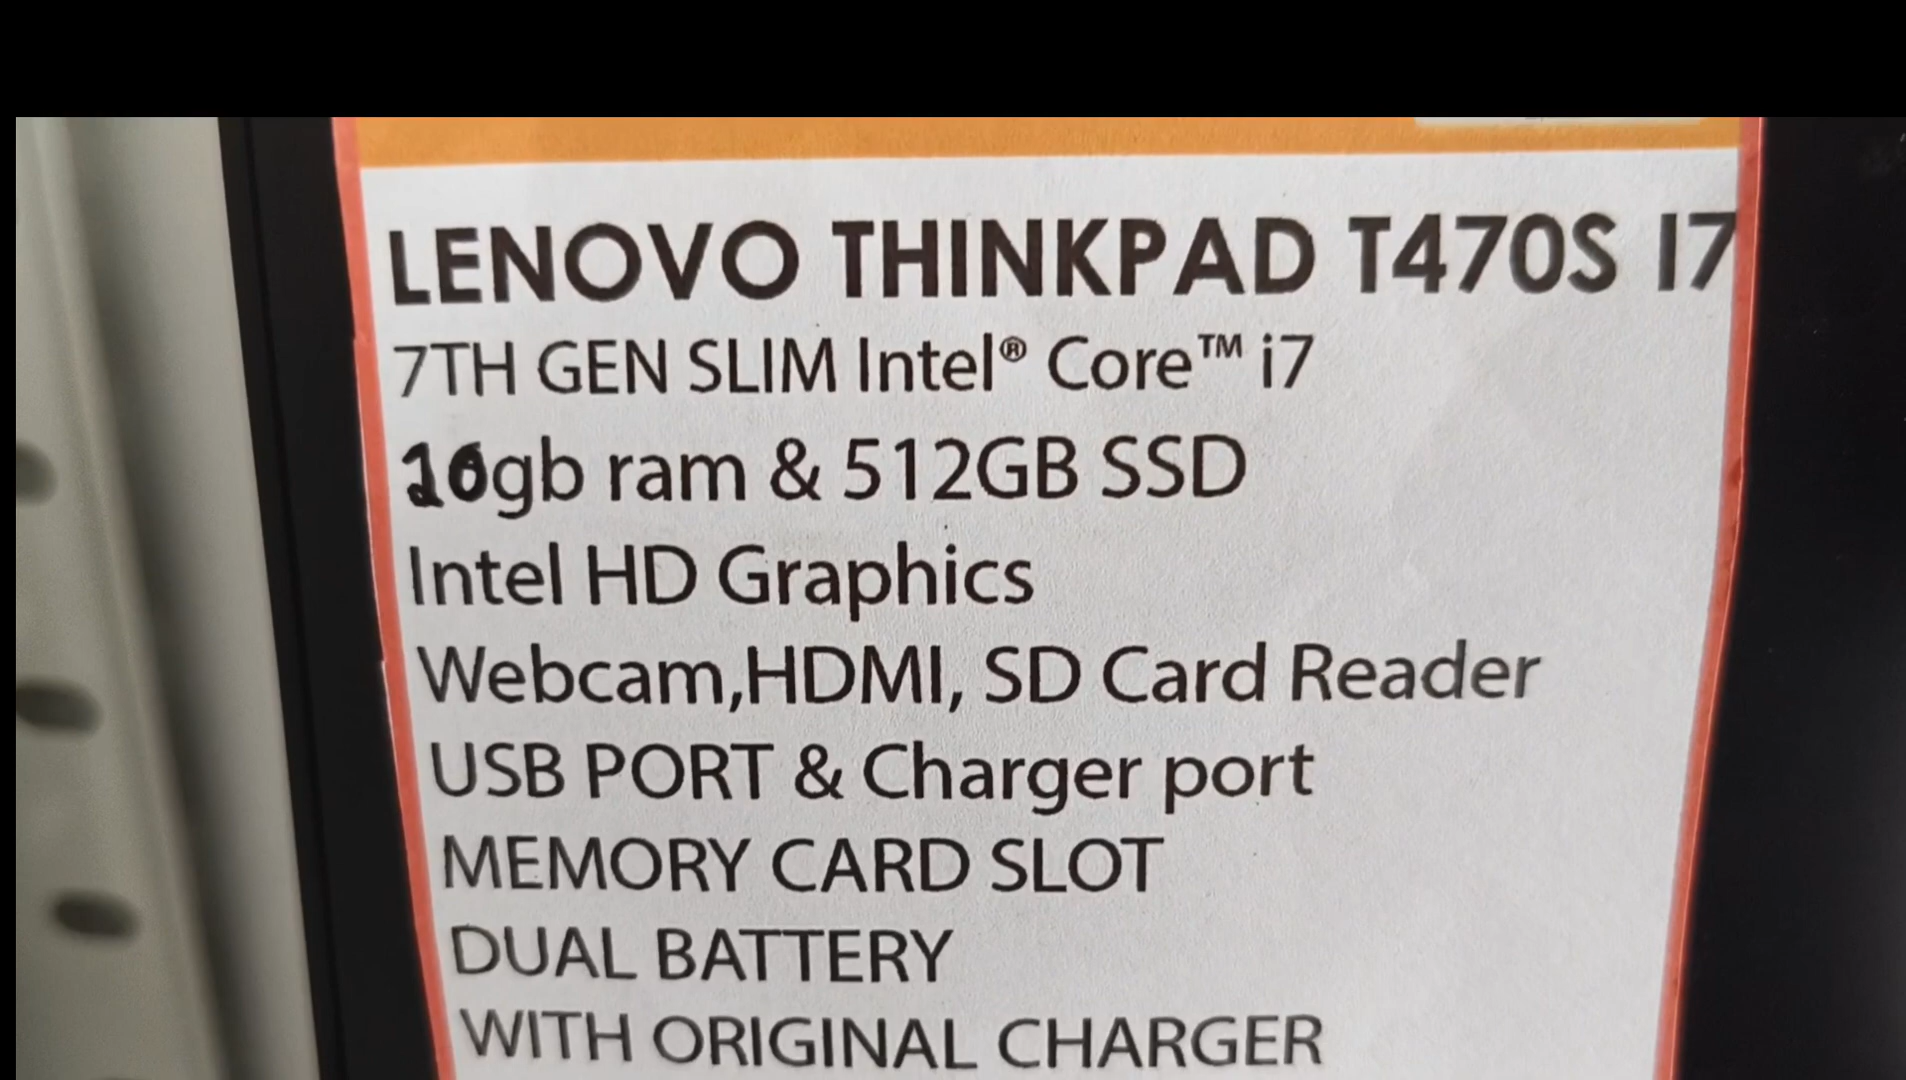 LENOVO THINKPAD T470S I7
7TH GEN SLIM Intel® Core™ i7
20gb ram & 512GB SSD
Intel HD Graphics
Webcam,HDMI, SD Card Reader
USB PORT & Charger port
MEMORY CARD SLOT
DUAL BATTERY
WITH ORIGINAL CHARGER